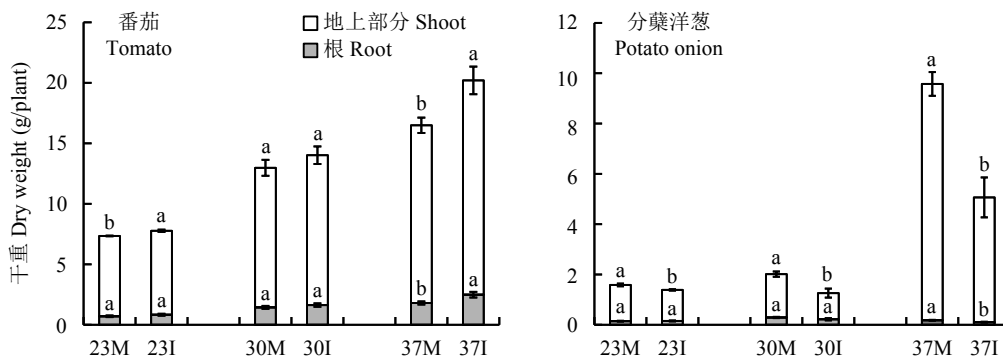 干重 Dry weight (g/plant)
25
20
15
10
5
0
番茄
Tomato
地上部分 Shoot
根 Root
b
a
a
a
b
a
a
a
a
a
b
a
23M
23I
30M
30I
37M
37I
12
10
8
6
4
2
0
分蘖洋葱
Potato onion
a
b
a
b
a
b
a
a
a
a
a
b
23M
23I
30M
30I
37M
37I